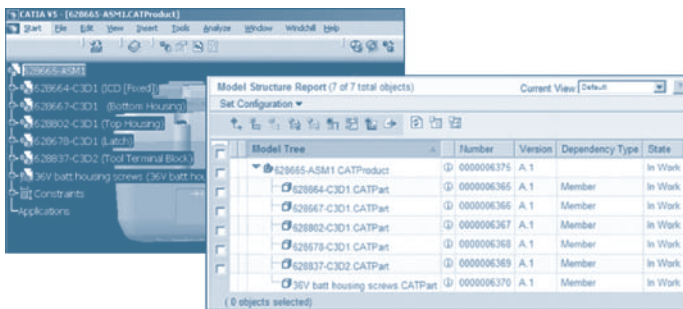 CATIA V5 - [628665-ASM1.CATProduct]
Start File Edit View Insert Tools Analyze Window Windchill Help
628665-ASM1
628664-C3D1 (ICD [Fixed])
628667-C3D1 (Bottom Housing)
628802-C3D1 (Top Housing)
628678-C3D1 (Latch)
628837-C3D2 (Tool Terminal Block)
36V batt housing screws (36V batt hou
Constraints
Applications
Model Structure Report (7 of 7 total objects) Current View Default
Set Configuration
Model Tree Number Version Dependency Type State
628665-ASM1.CATProduct 0000006375 A.1 In Work
628664-C3D1.CATPart 0000006365 A.1 Member In Work
628667-C3D1.CATPart 0000006366 A.1 Member In Work
628802-C3D1.CATPart 0000006367 A.1 Member In Work
628678-C3D1.CATPart 0000006368 A.1 Member In Work
628837-C3D2.CATPart 0000006369 A.1 Member In Work
36V batt housing screws CATPart 0000006370 A.1 Member In Work
(0 objects selected)